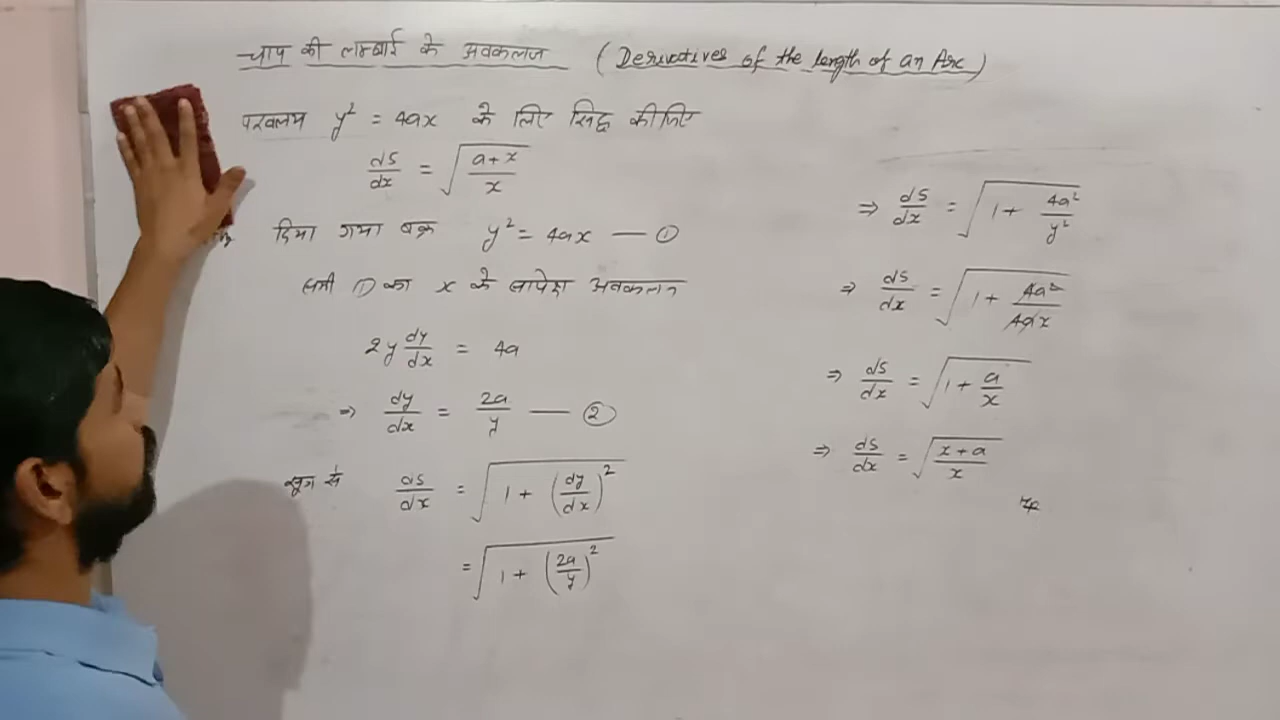 चाप की लम्बाई के अवकलज (Derivatives of the length of an Arc)
परवलय y² = 4ax के लिए सिद्ध कीजिए
ds/dx = √((a+x)/x)
दिया गया वक्र y² = 4ax — ①
समी ① का x के सापेक्ष अवकलन
2y dy/dx = 4a
⇒ dy/dx = 2a/y — ②
सूत्र से ds/dx = √(1 + (dy/dx)²)
= √(1 + (2a/y)²)
⇒ ds/dx = √(1 + 4a²/y²)
⇒ ds/dx = √(1 + 4a²/4ax)
⇒ ds/dx = √(1 + a/x)
⇒ ds/dx = √((x+a)/x)